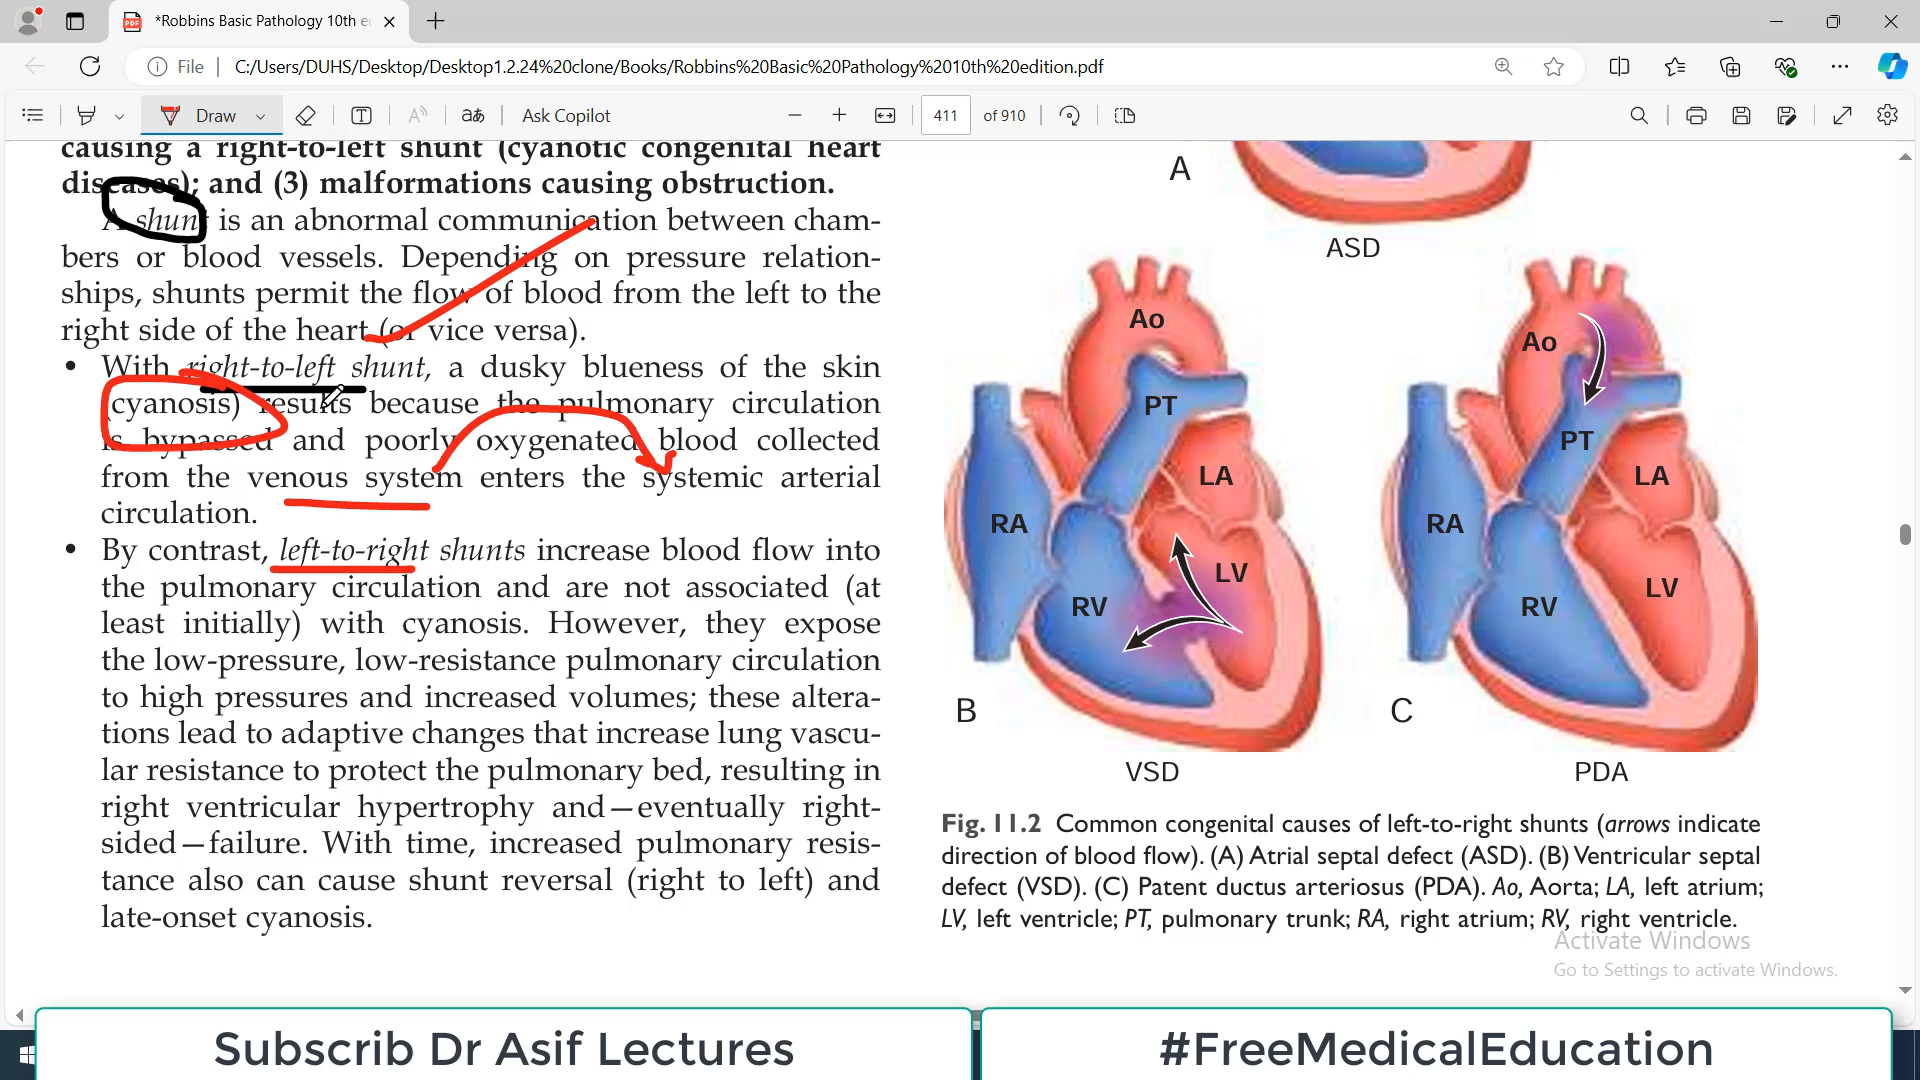 *Robbins Basic Pathology 10th e
File
C:/Users/DUHS/Desktop/Desktop1.2.24%20clone/Books/Robbins%20Basic%20Pathology%2010th%20edition.pdf
Draw
Ask Copilot
411 of 910
causing a right-to-left shunt (cyanotic congenital heart
diseases); and (3) malformations causing obstruction.
A shunt is an abnormal communication between cham-
bers or blood vessels. Depending on pressure relation-
ships, shunts permit the flow of blood from the left to the
right side of the heart (or vice versa).
• With right-to-left shunt, a dusky blueness of the skin
(cyanosis) results because the pulmonary circulation
is bypassed and poorly oxygenated blood collected
from the venous system enters the systemic arterial
circulation.
• By contrast, left-to-right shunts increase blood flow into
the pulmonary circulation and are not associated (at
least initially) with cyanosis. However, they expose
the low-pressure, low-resistance pulmonary circulation
to high pressures and increased volumes; these altera-
tions lead to adaptive changes that increase lung vascu-
lar resistance to protect the pulmonary bed, resulting in
right ventricular hypertrophy and—eventually right-
sided—failure. With time, increased pulmonary resis-
tance also can cause shunt reversal (right to left) and
late-onset cyanosis.
A
ASD
Ao
PT
LA
RA
LV
RV
B
VSD
Ao
PT
LA
RA
LV
RV
C
PDA
Fig. 11.2 Common congenital causes of left-to-right shunts (arrows indicate
direction of blood flow). (A) Atrial septal defect (ASD). (B) Ventricular septal
defect (VSD). (C) Patent ductus arteriosus (PDA). Ao, Aorta; LA, left atrium;
LV, left ventricle; PT, pulmonary trunk; RA, right atrium; RV, right ventricle.
Activate Windows
Go to Settings to activate Windows.
Subscrib Dr Asif Lectures
#FreeMedicalEducation